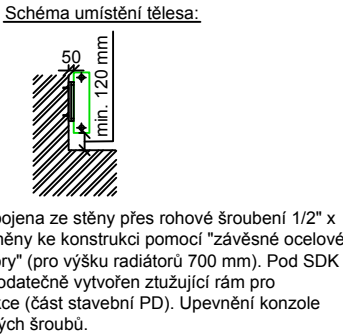 Schéma umístění tělesa:
50
min. 120 mm
pojena ze stěny přes rohové šroubení 1/2" x
něny ke konstrukci pomocí "závěsné ocelové
ory" (pro výšku radiátorů 700 mm). Pod SDK
odatečně vytvořen ztužující rám pro
kce (část stavební PD). Upevnění konzole
ých šroubů.